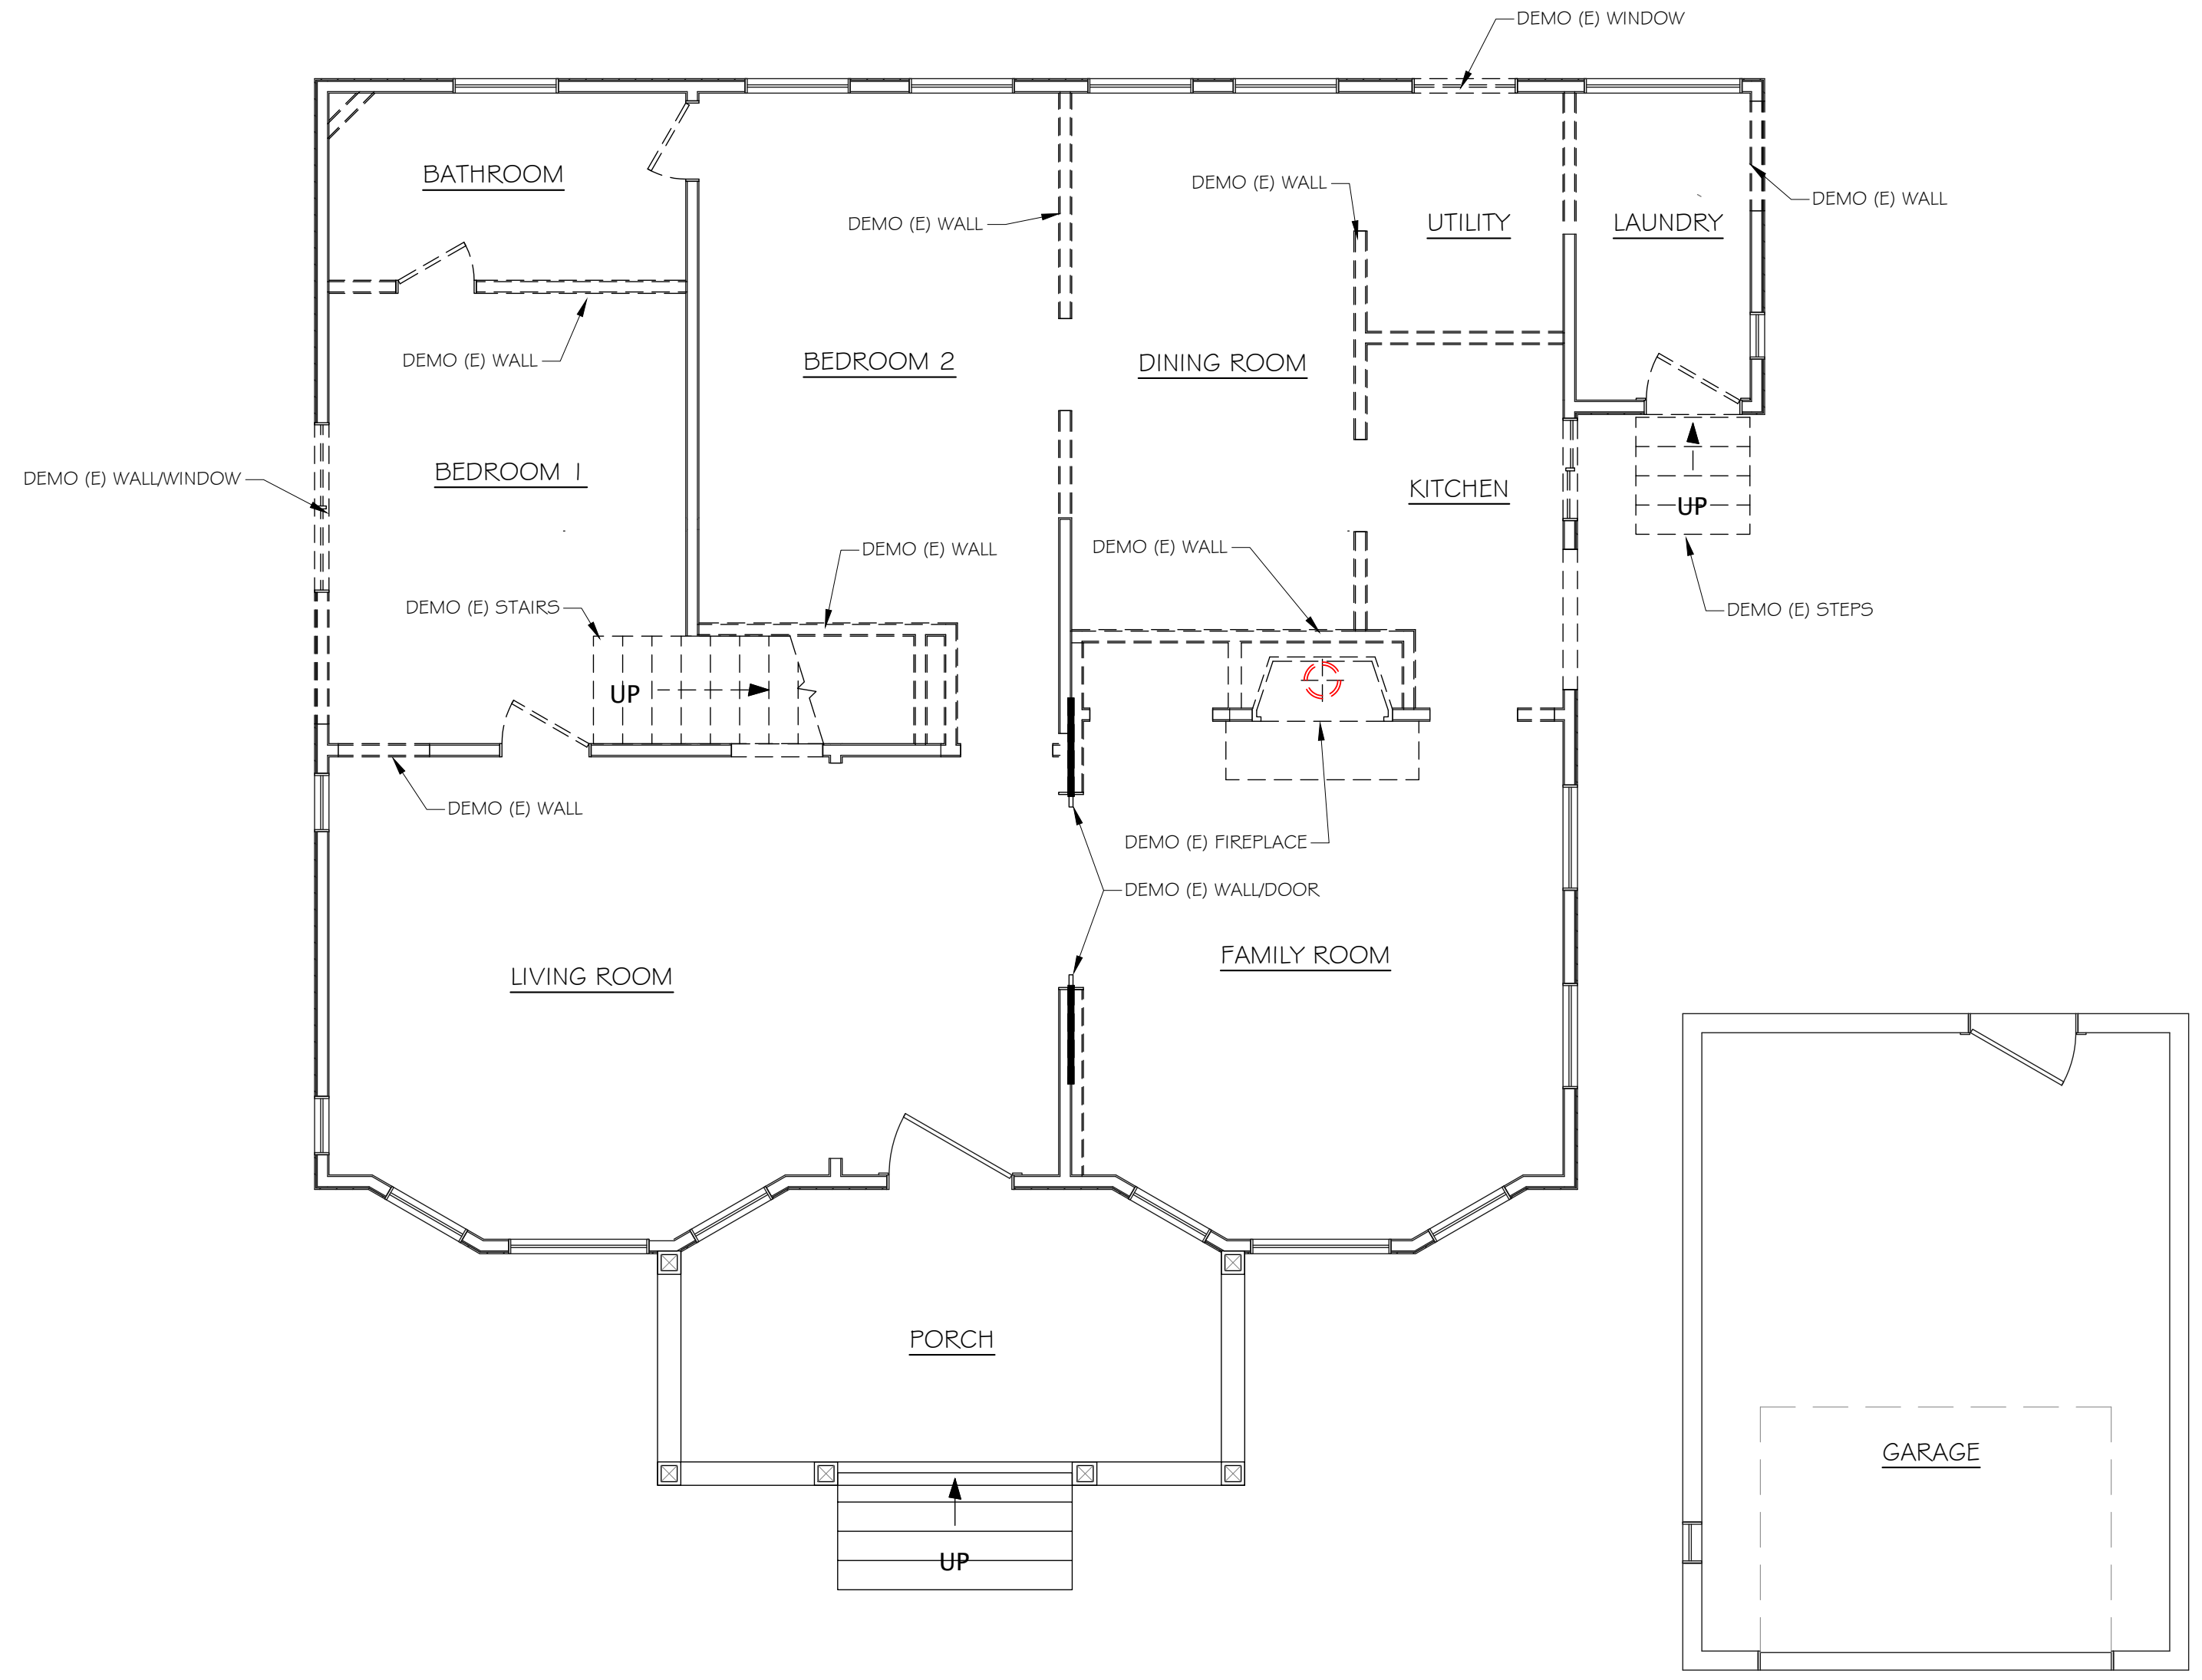 DEMO (E) WINDOW
BATHROOM
DEMO (E) WALL
DEMO (E) WALL
DEMO (E) WALL
UTILITY
LAUNDRY
DEMO (E) WALL
BEDROOM 2
DINING ROOM
DEMO (E) WALL/WINDOW
BEDROOM 1
KITCHEN
UP
DEMO (E) WALL
DEMO (E) WALL
DEMO (E) STAIRS
DEMO (E) STEPS
UP
DEMO (E) WALL
DEMO (E) FIREPLACE
DEMO (E) WALL/DOOR
FAMILY ROOM
LIVING ROOM
PORCH
GARAGE
UP